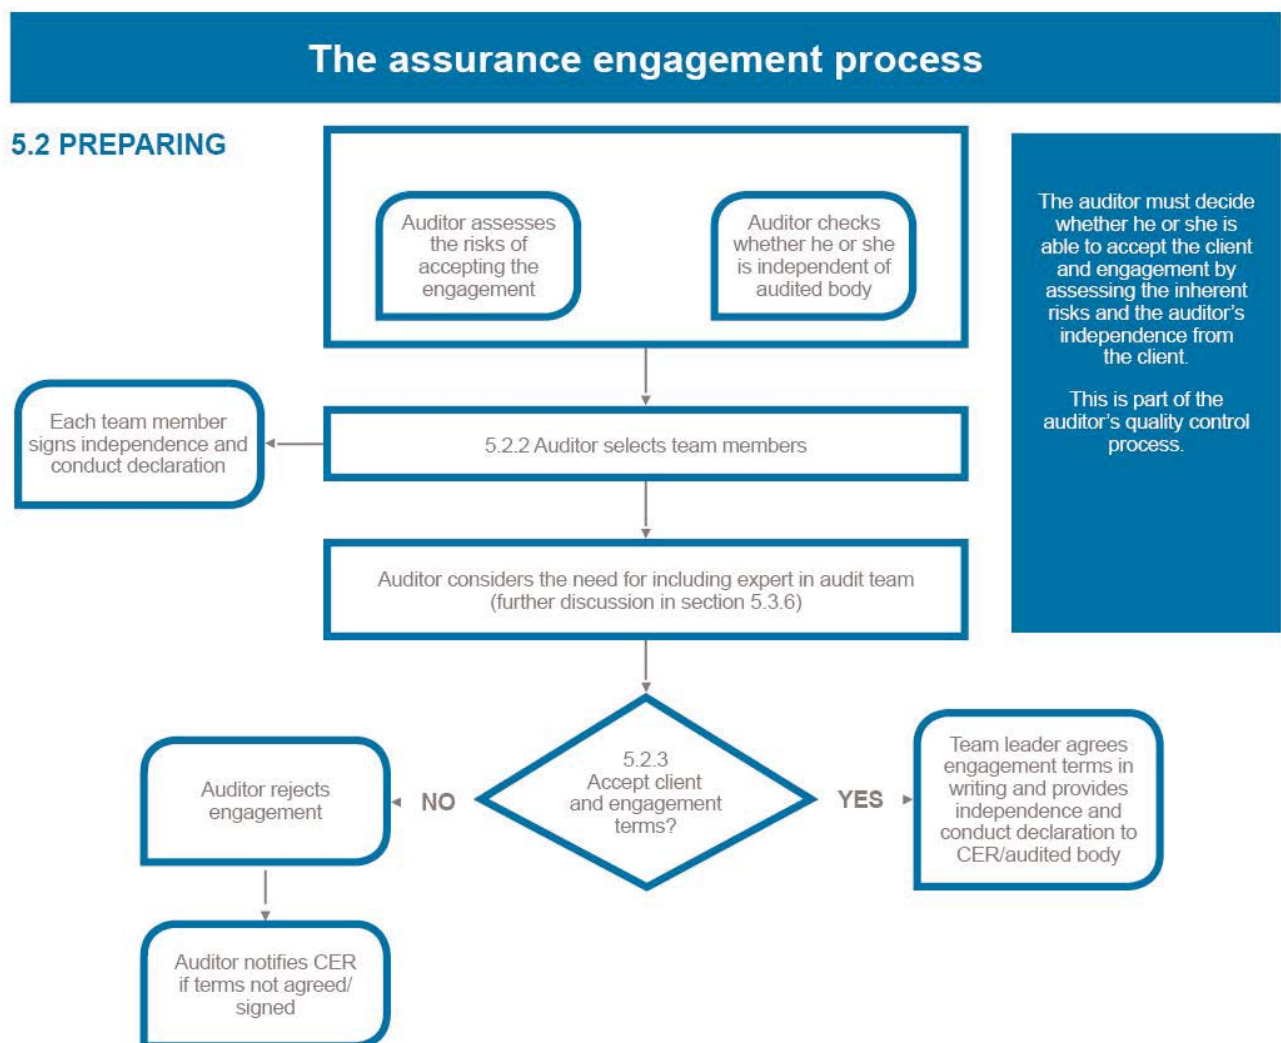 The assurance engagement process
5.2 PREPARING
Auditor assesses
the risks of
accepting the
engagement
Auditor checks
whether he or she
is independent of
audited body
The auditor must decide
whether he or she is
able to accept the client
and engagement by
assessing the inherent
risks and the auditor’s
independence from
the client.
This is part of the
auditor’s quality control
process.
Each team member
signs independence and
conduct declaration
5.2.2 Auditor selects team members
Auditor considers the need for including expert in audit team
(further discussion in section 5.3.6)
5.2.3
Accept client
and engagement
terms?
NO
Auditor rejects
engagement
YES
Team leader agrees
engagement terms in
writing and provides
independence and
conduct declaration to
CER/audited body
Auditor notifies CER
if terms not agreed/
signed